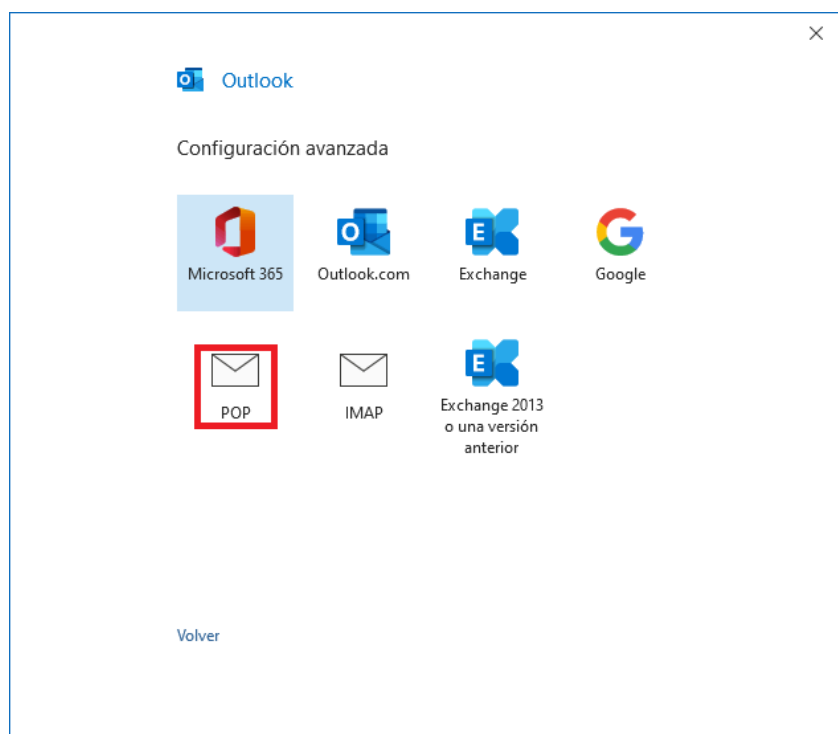 Outlook
Configuración avanzada
Microsoft 365
Outlook.com
Exchange
Google
POP
IMAP
Exchange 2013
o una versión
anterior
Volver